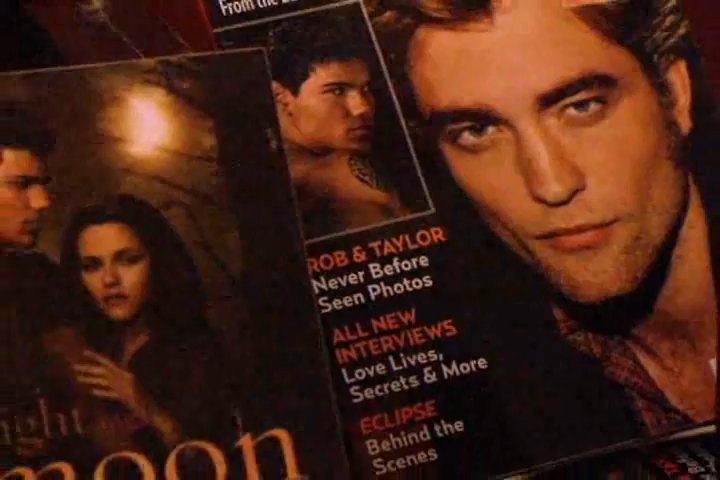 From the
ROB & TAYLOR
Never Before
Seen Photos
ALL NEW
INTERVIEWS
Love Lives,
Secrets & More
ECLIPSE
Behind the
Scenes
ight
moon